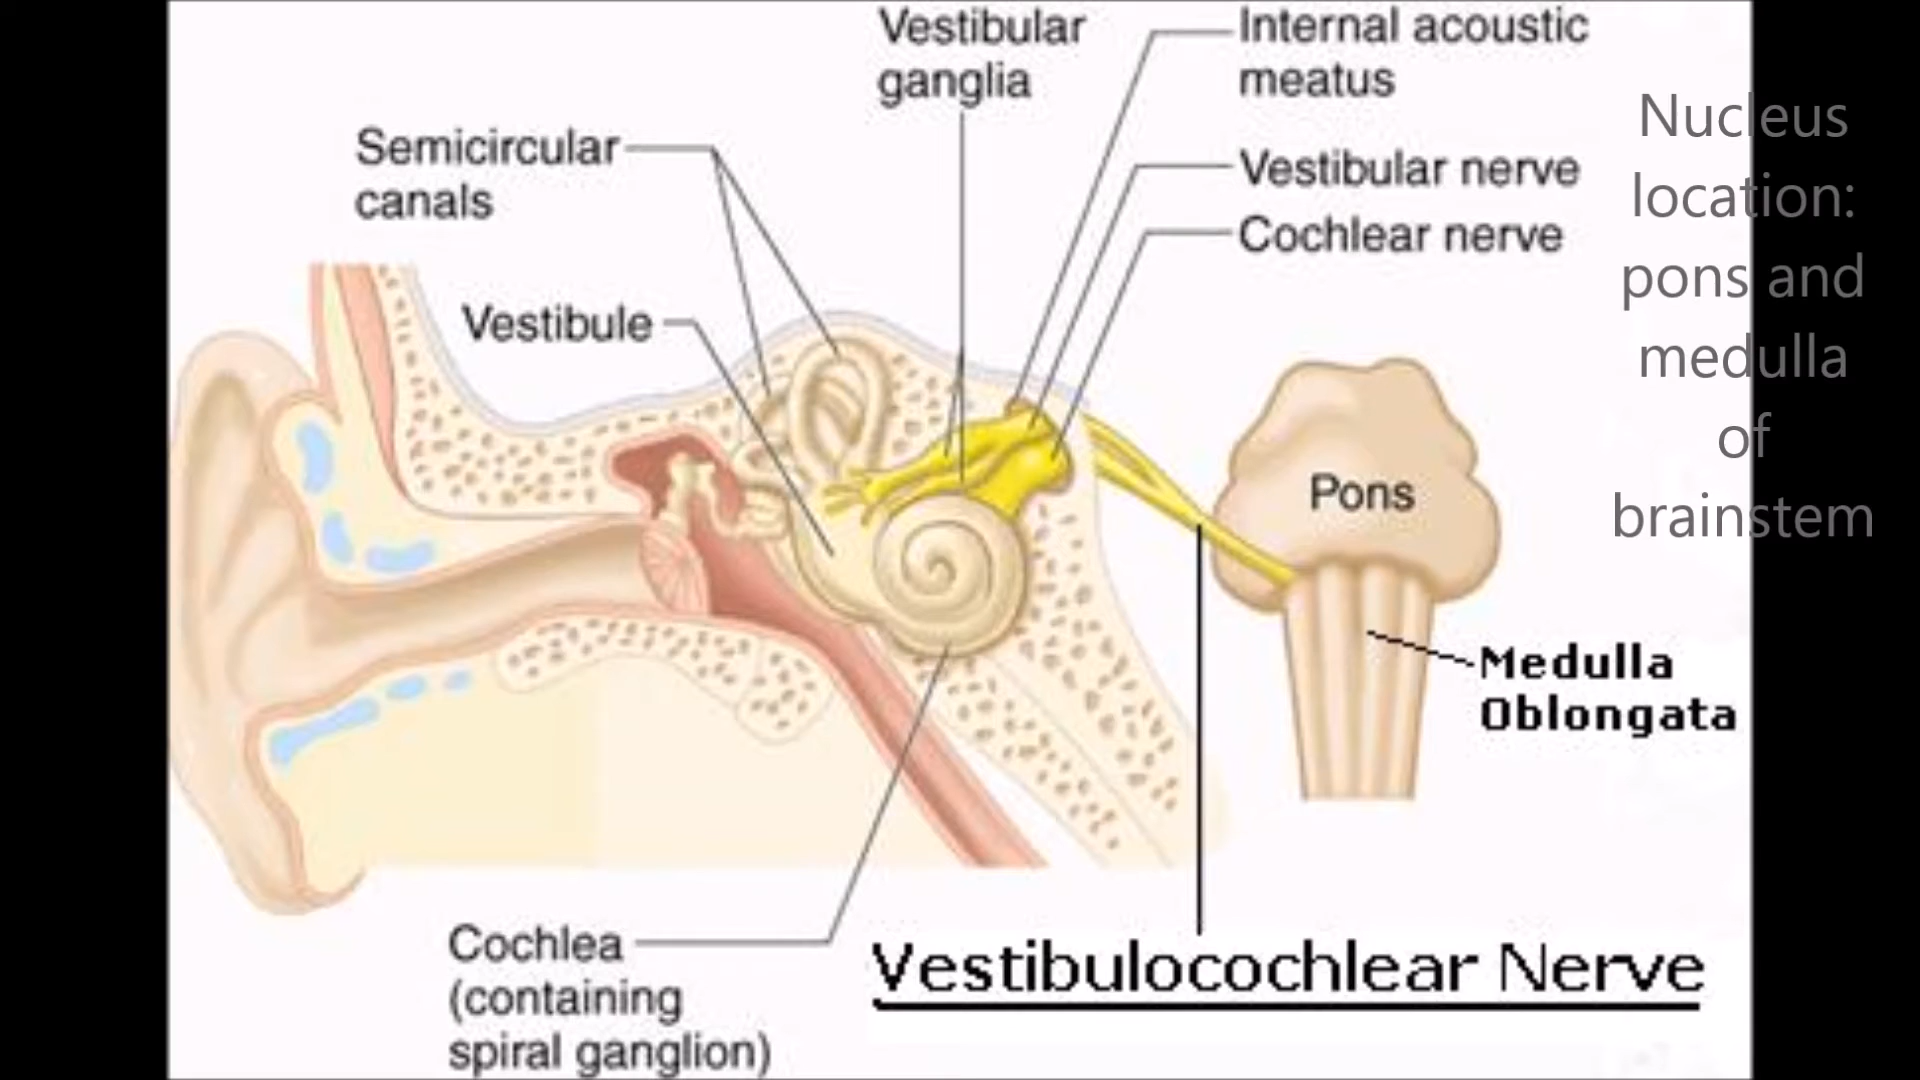 Vestibular
ganglia
Internal acoustic
meatus
Semicircular
canals
Vestibular nerve
Cochlear nerve
Vestibule
Nucleus
location:
pons and
medulla
of
brainstem
Pons
Medulla
Oblongata
Cochlea
(containing
spiral ganglion)
Vestibulocochlear Nerve